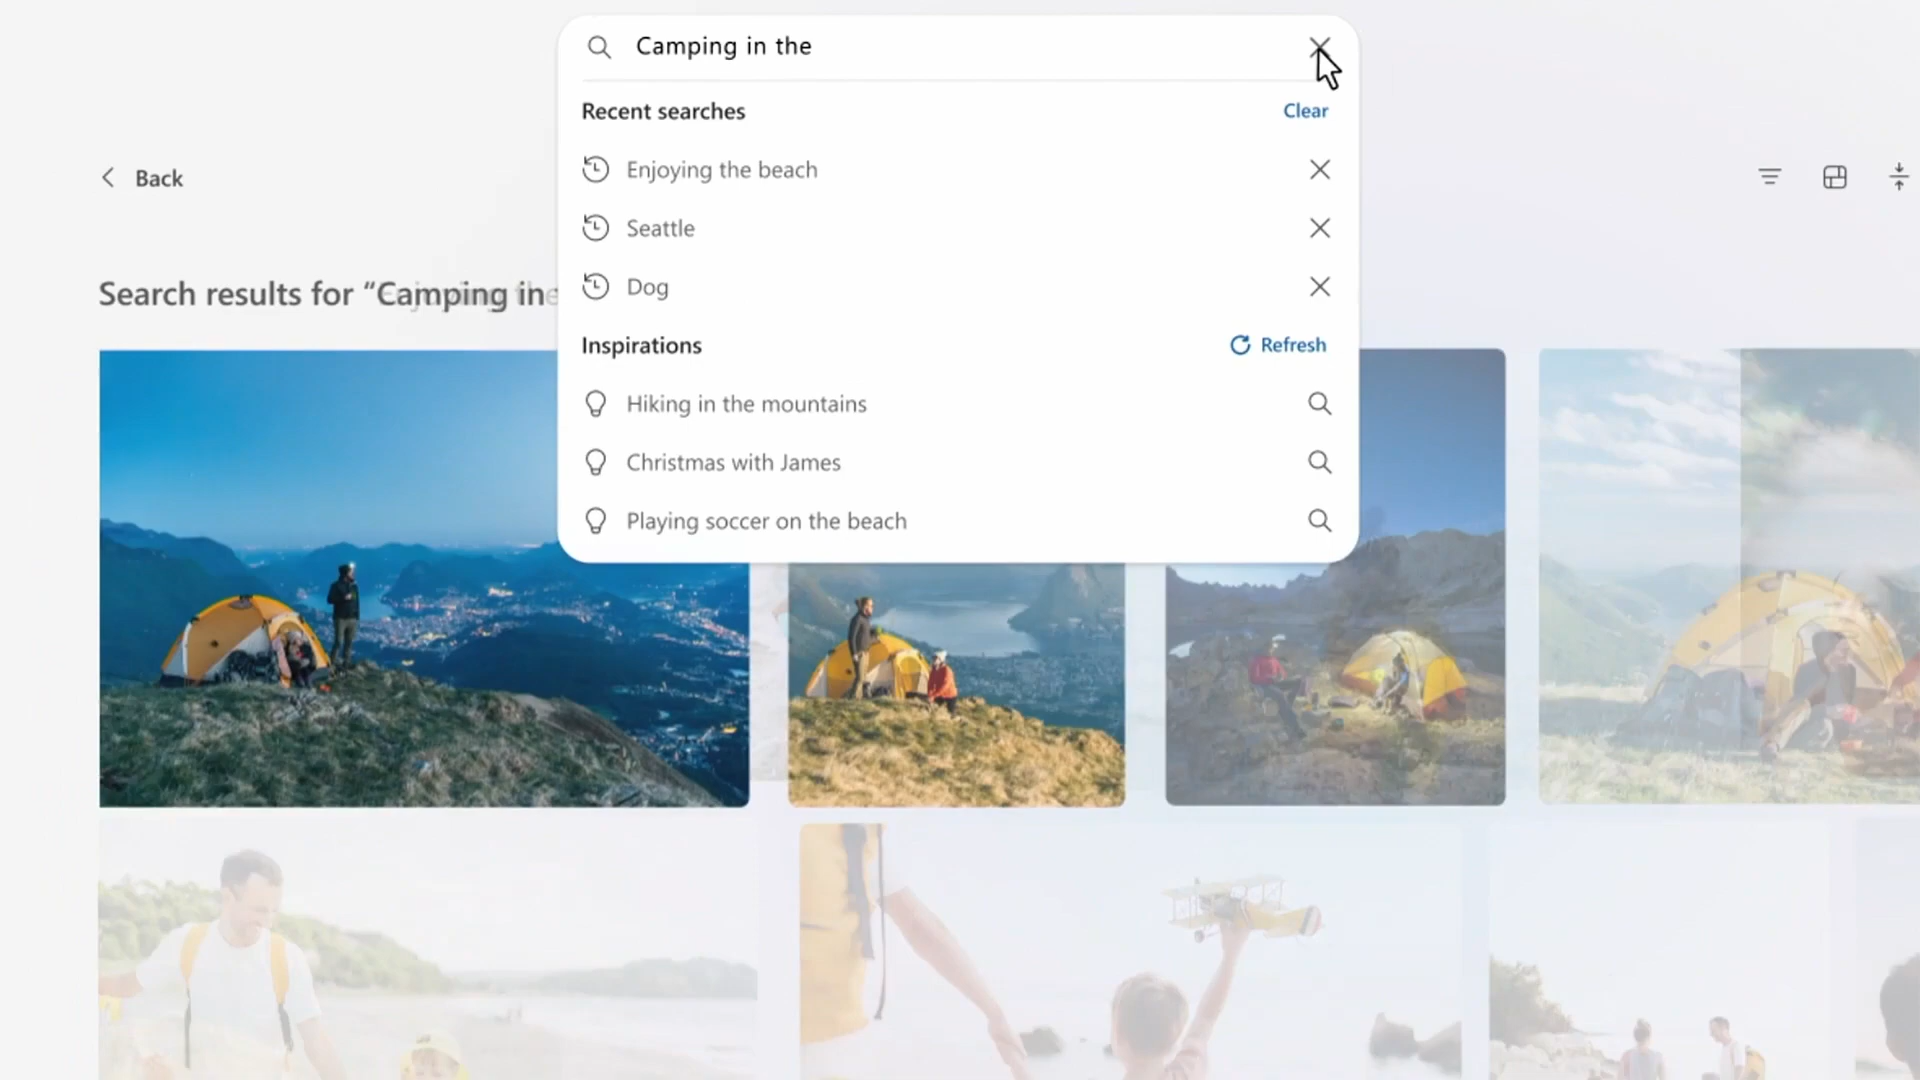 Camping in the
Recent searches
Clear
Enjoying the beach
Seattle
Dog
Back
Search results for “Camping in
Inspirations
Refresh
Hiking in the mountains
Christmas with James
Playing soccer on the beach